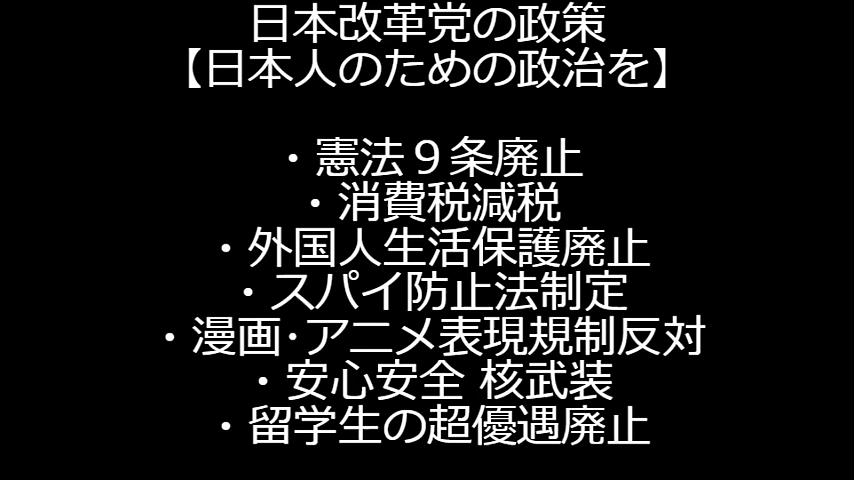 日本改革党の政策
【日本人のための政治を】
・憲法９条廃止
・消費税減税
・外国人生活保護廃止
・スパイ防止法制定
・漫画･アニメ表現規制反対
・安心安全 核武装
・留学生の超優遇廃止